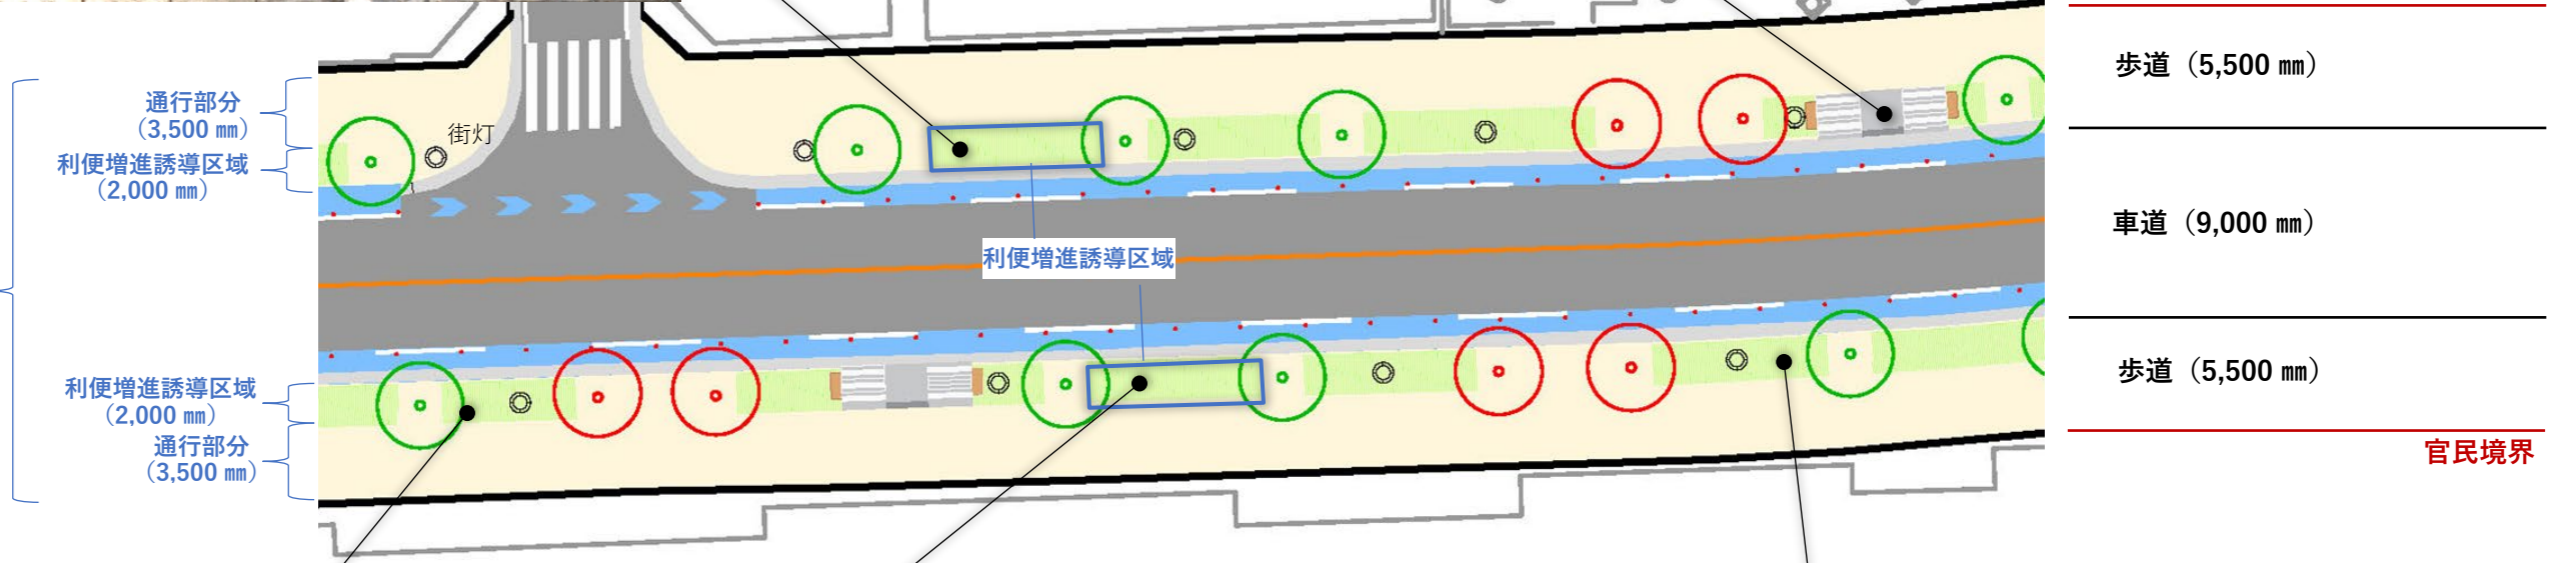 通行部分
（3,500 ㎜）
利便増進誘導区域
（2,000 ㎜）
街灯
利便増進誘導区域
利便増進誘導区域
（2,000 ㎜）
通行部分
（3,500 ㎜）
歩道（5,500 ㎜）
車道（9,000 ㎜）
歩道（5,500 ㎜）
官民境界